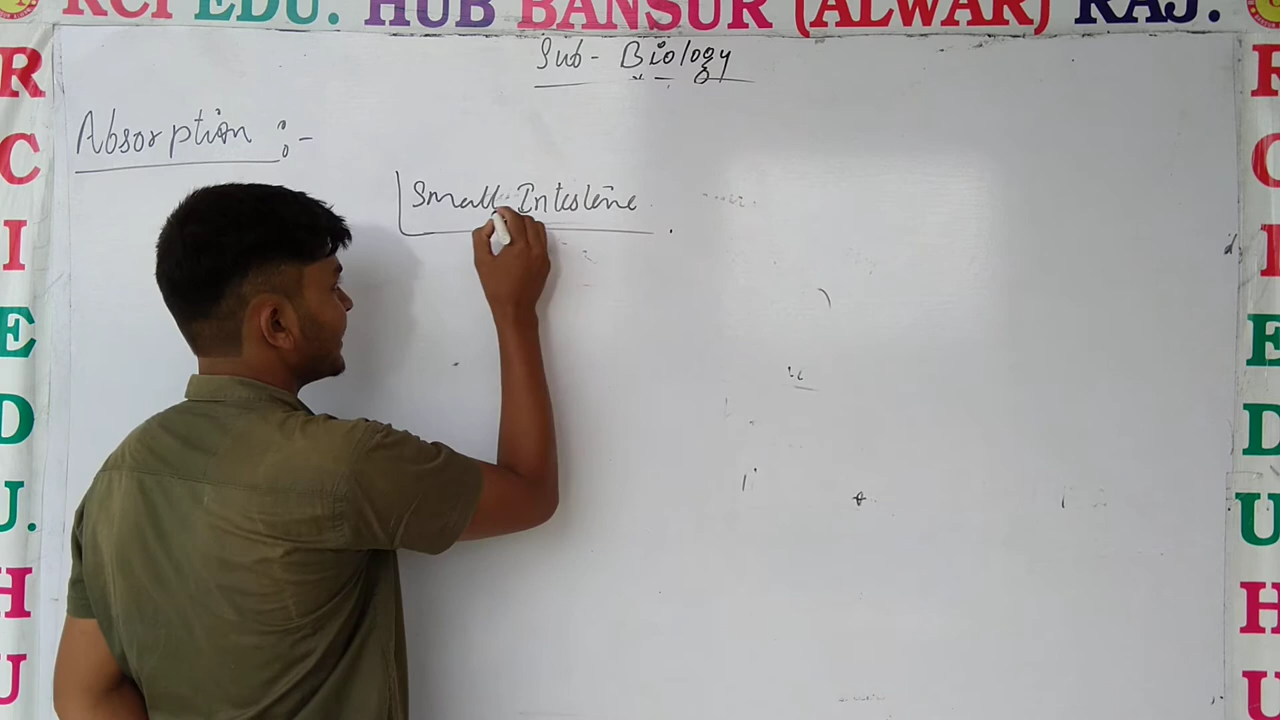 RCI EDU. HUB BANSUR (ALWAR) RAJ.
Sub - Biology
Absorption :-
Small Intestine
R C I E D U. H U
R C I E D U H U